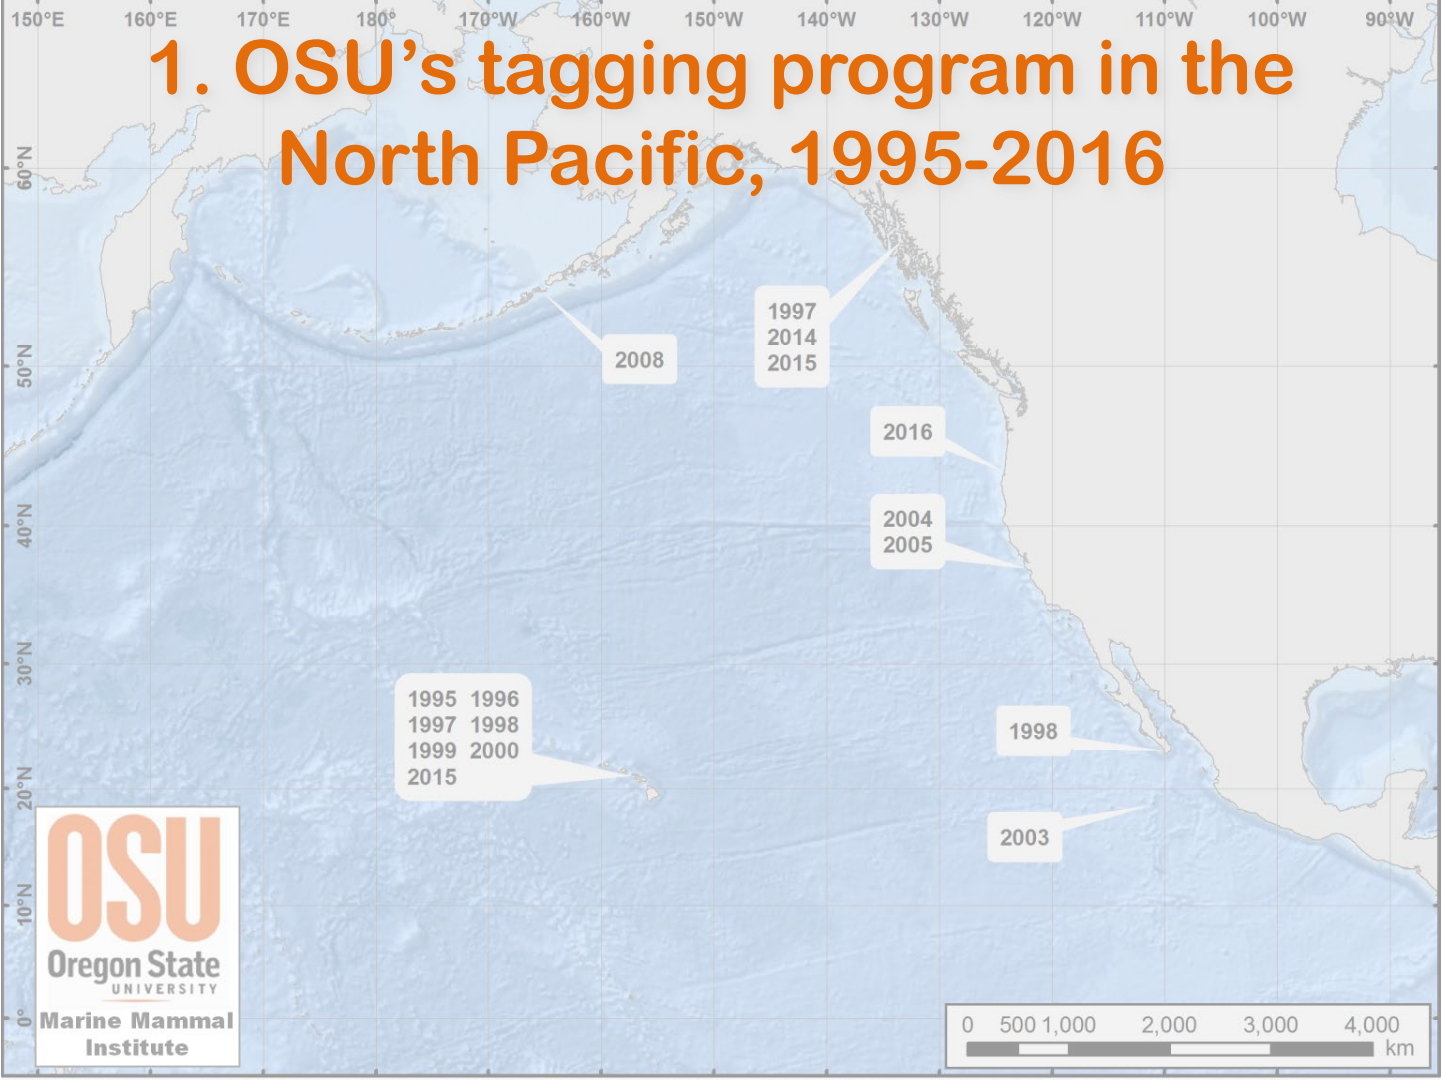 150°E 160°E 170°E 180° 170°W 160°W 150°W 140°W 130°W 120°W 110°W 100°W 90°W
1. OSU’s tagging program in the
North Pacific, 1995-2016
60°N
50°N
40°N
30°N
20°N
10°N
0°
1997
2014
2015
2008
2016
2004
2005
1995 1996
1997 1998
1999 2000
2015
1998
2003
OSU
Oregon State
UNIVERSITY
Marine Mammal
Institute
0 500 1,000 2,000 3,000 4,000
km